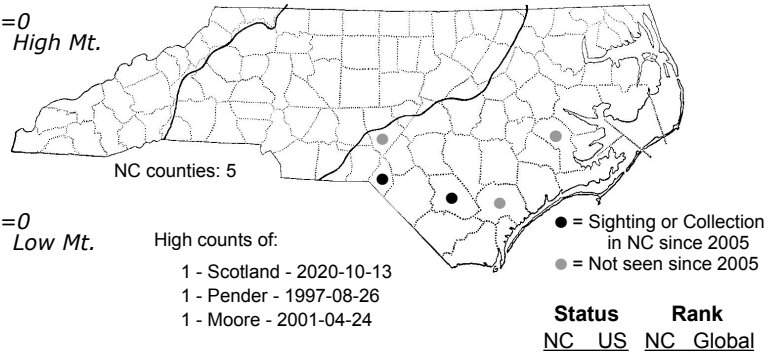 =0
High Mt.
NC counties: 5
=0
Low Mt.
High counts of:
1 - Scotland - 2020-10-13
1 - Pender - 1997-08-26
1 - Moore - 2001-04-24
= Sighting or Collection
in NC since 2005
= Not seen since 2005
Status Rank
NC US NC Global